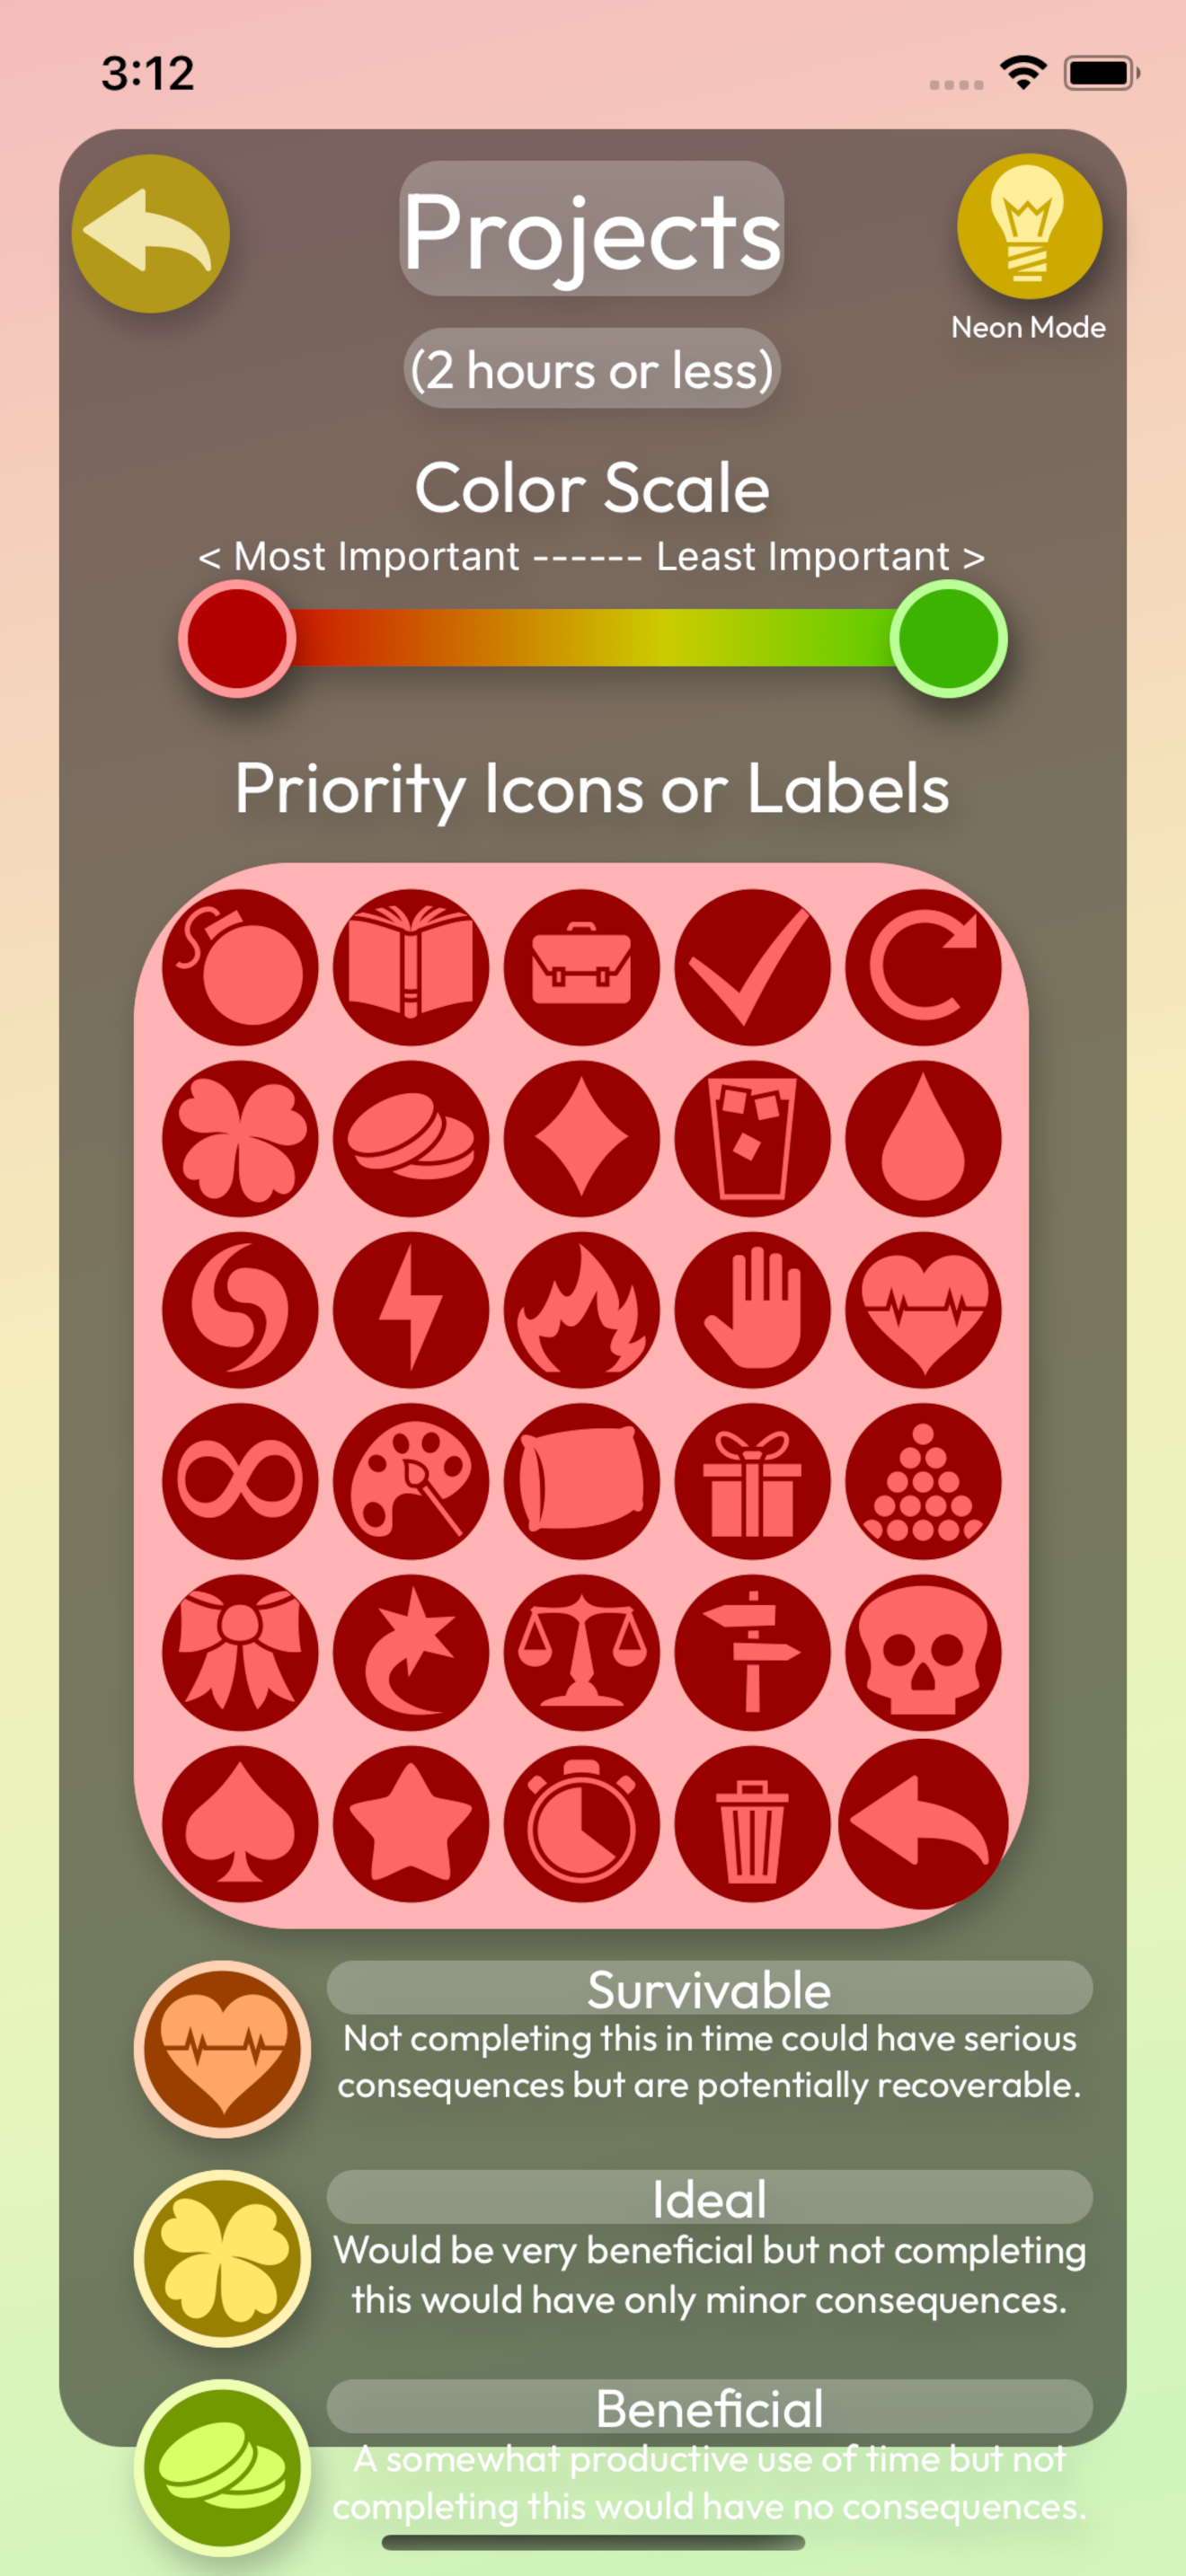 3:12
Projects
Neon Mode
(2 hours or less)
Color Scale
< Most Important ------ Least Important >
Priority Icons or Labels
Survivable
Not completing this in time could have serious
consequences but are potentially recoverable.
Ideal
Would be very beneficial but not completing
this would have only minor consequences.
Beneficial
A somewhat productive use of time but not
completing this would have no consequences.